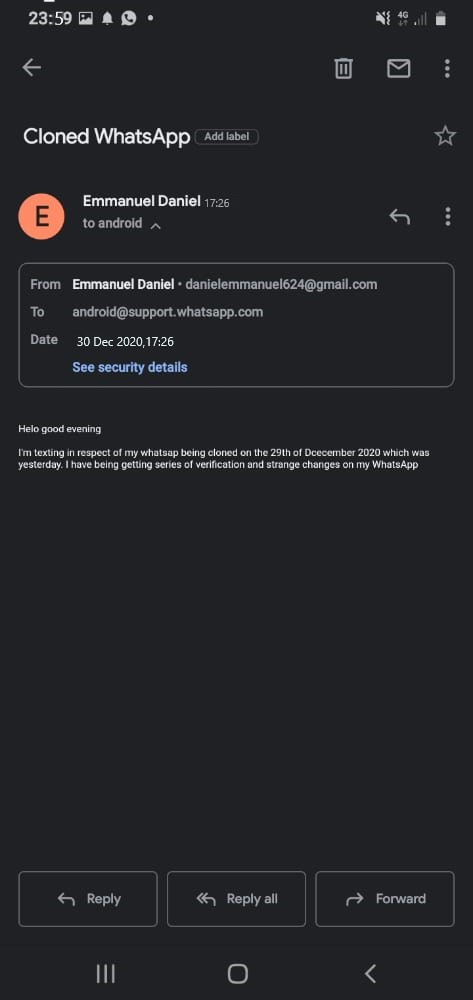 23:59
4G
Cloned WhatsApp Add label
E
Emmanuel Daniel 17:26
to android
From Emmanuel Daniel • danielemmanuel624@gmail.com
To android@support.whatsapp.com
Date 30 Dec 2020,17:26
See security details
Helo good evening
I'm texting in respect of my whatsap being cloned on the 29th of Dcecember 2020 which was
yesterday. I have being getting series of verification and strange changes on my WhatsApp
Reply Reply all Forward